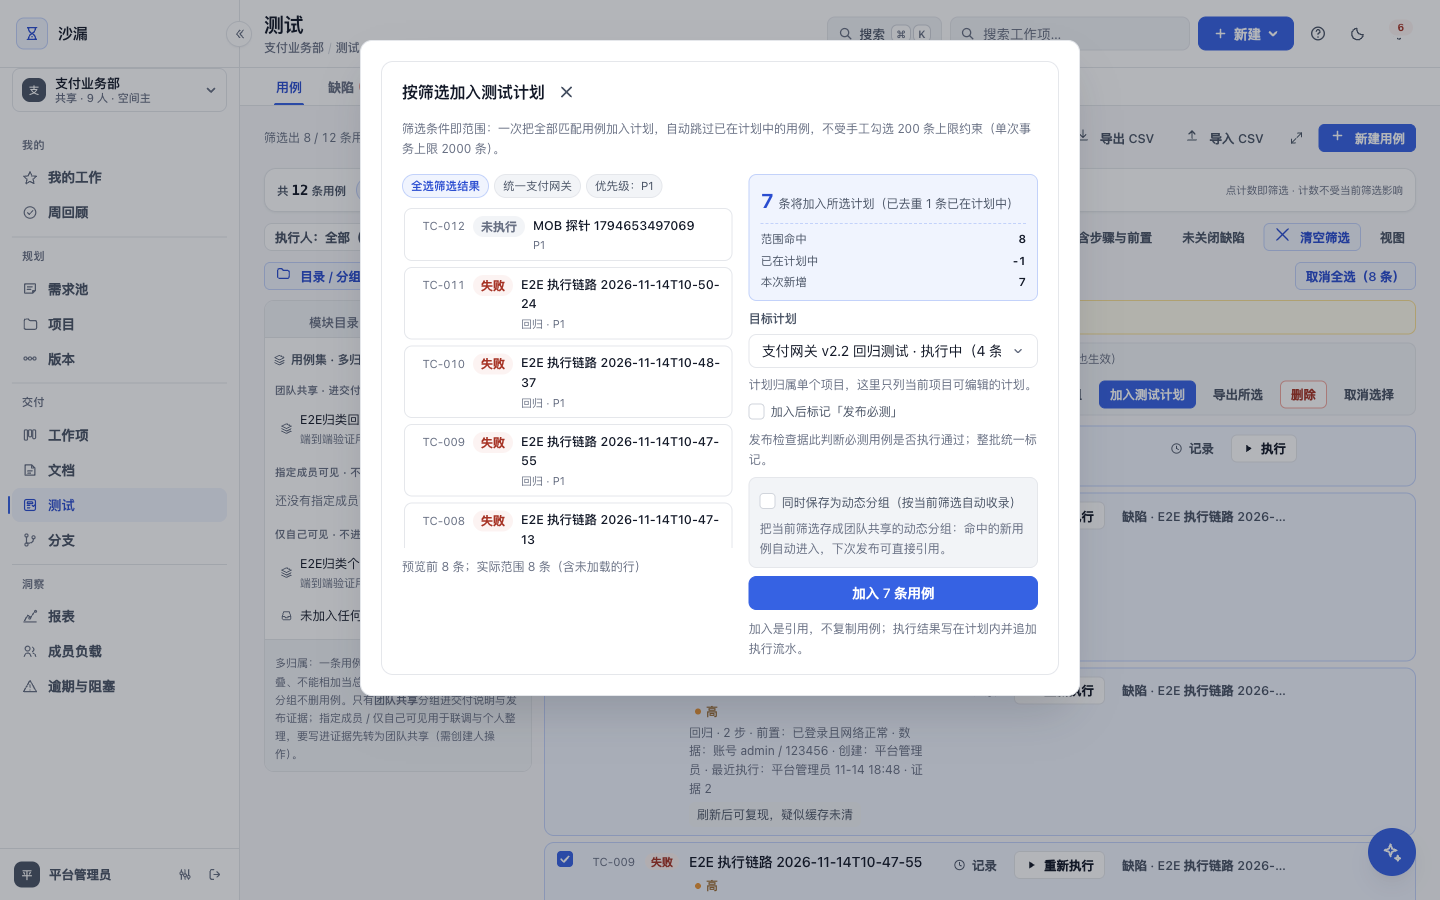 沙漏
支付业务部
共享 · 9 人 · 空间主
我的
我的工作
周回顾
规划
需求池
项目
版本
交付
工作项
文档
测试
分支
洞察
报表
成员负载
逾期与阻塞
平台管理员
测试
支付业务部 / 测试
搜索 ⌘ K
搜索工作项...
新建
6
用例
缺陷
筛选出 8 / 12 条用
导出 CSV
导入 CSV
新建用例
共 12 条用例
点计数即筛选 · 计数不受当前筛选影响
执行人：全部
含步骤与前置
未关闭缺陷
清空筛选
视图
目录 / 分组
取消全选（8 条）
模块目录
用例集 · 多归
团队共享 · 进交付
E2E归类回
端到端验证用
指定成员可见 · 不
还没有指定成员
仅自己可见 · 不进
E2E归类个
端到端验证用
未加入任何
多归属：一条用例
叠、不能相加当总
分组不删用例。只有团队共享分组进交付说明与发
布证据；指定成员 / 仅自己可见用于联调与个人整
理，要写进证据先转为团队共享（需创建人操
作）。
也生效）
加入测试计划
导出所选
删除
取消选择
记录
执行
行
缺陷 · E2E 执行链路 2026-...
执行
缺陷 · E2E 执行链路 2026-...
高
回归 · 2 步 · 前置：已登录且网络正常 · 数
据：账号 admin / 123456 · 创建：平台管理
员 · 最近执行：平台管理员 11-14 18:48 · 证
据 2
刷新后可复现，疑似缓存未清
TC-009
失败
E2E 执行链路 2026-11-14T10-47-55
高
记录
重新执行
缺陷 · E2E 执行链路 2026-...
按筛选加入测试计划
筛选条件即范围：一次把全部匹配用例加入计划，自动跳过已在计划中的用例，不受手工勾选 200 条上限约束（单次事
务上限 2000 条）。
全选筛选结果
统一支付网关
优先级：P1
TC-012
未执行
MOB 探针 1794653497069
P1
TC-011
失败
E2E 执行链路 2026-11-14T10-50-
24
回归 · P1
TC-010
失败
E2E 执行链路 2026-11-14T10-48-
37
回归 · P1
TC-009
失败
E2E 执行链路 2026-11-14T10-47-
55
回归 · P1
TC-008
失败
E2E 执行链路 2026-11-14T10-47-
13
预览前 8 条；实际范围 8 条（含未加载的行）
7 条将加入所选计划（已去重 1 条已在计划中）
范围命中 8
已在计划中 -1
本次新增 7
目标计划
支付网关 v2.2 回归测试 · 执行中（4 条
计划归属单个项目，这里只列当前项目可编辑的计划。
加入后标记「发布必测」
发布检查据此判断必测用例是否执行通过；整批统一标
记。
同时保存为动态分组（按当前筛选自动收录）
把当前筛选存成团队共享的动态分组：命中的新用
例自动进入，下次发布可直接引用。
加入 7 条用例
加入是引用，不复制用例；执行结果写在计划内并追加
执行流水。